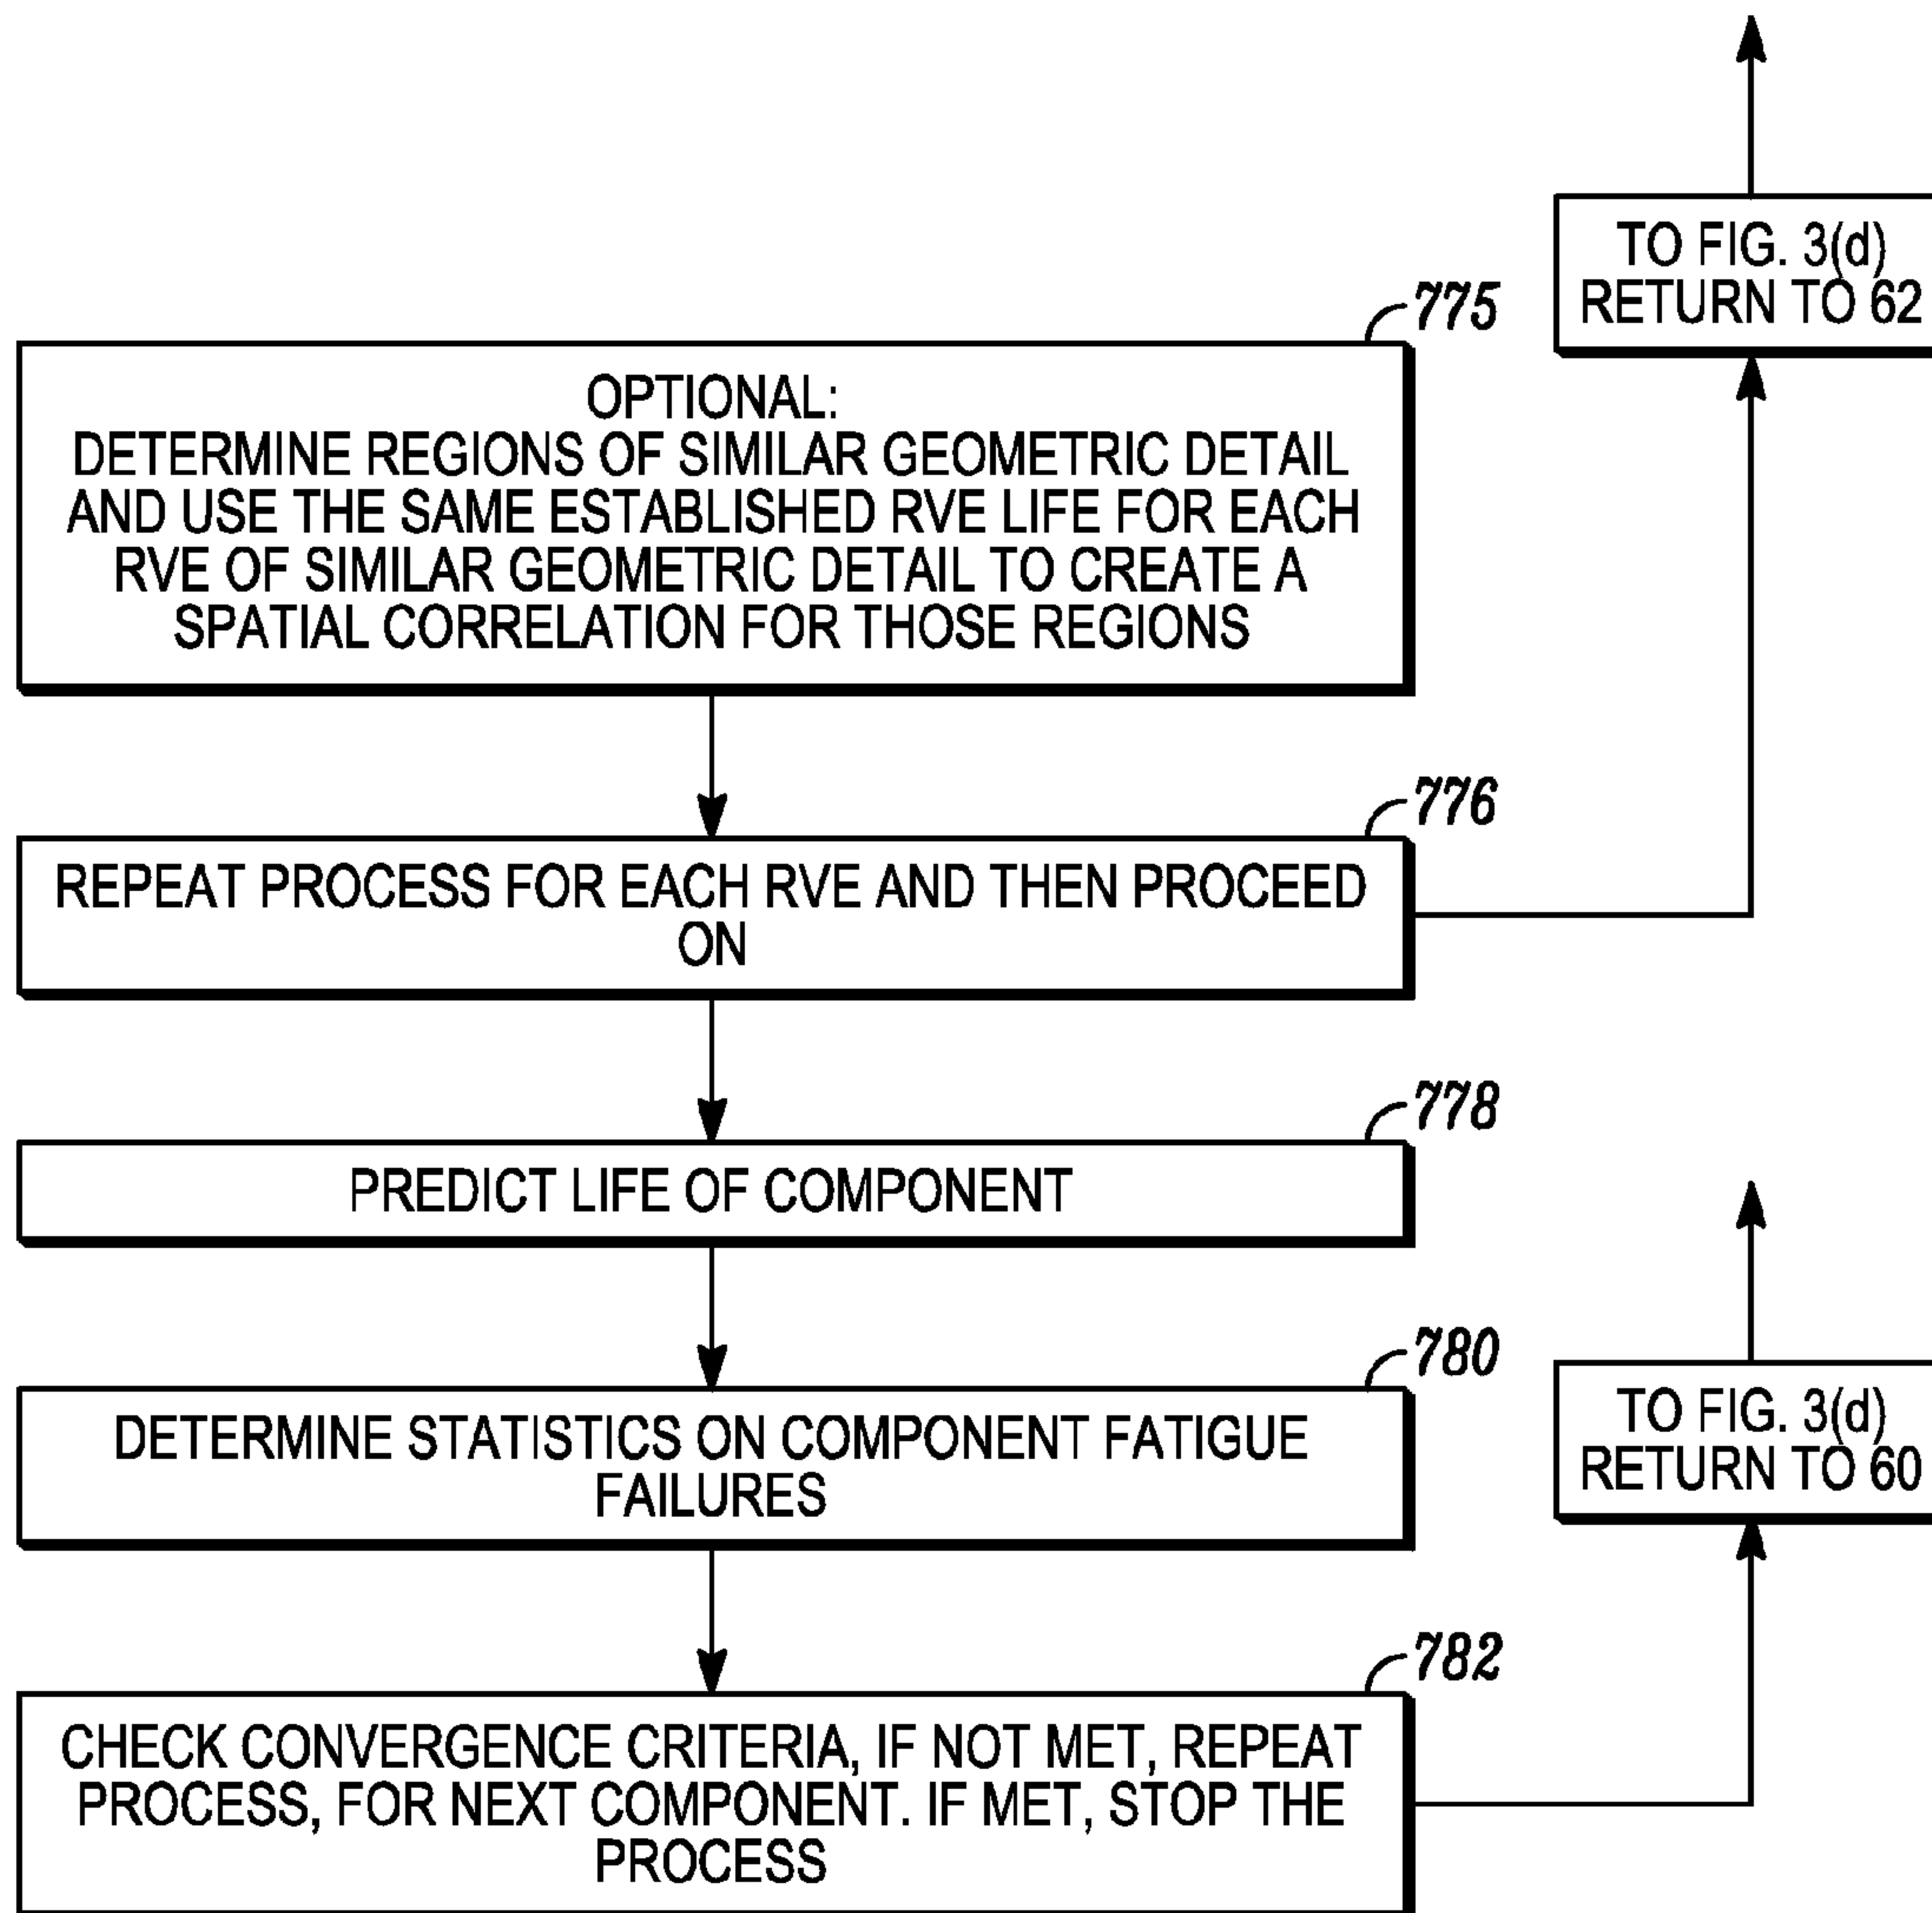 TO FIG. 3(d)
RETURN TO 62
775
OPTIONAL:
DETERMINE REGIONS OF SIMILAR GEOMETRIC DETAIL
AND USE THE SAME ESTABLISHED RVE LIFE FOR EACH
RVE OF SIMILAR GEOMETRIC DETAIL TO CREATE A
SPATIAL CORRELATION FOR THOSE REGIONS
776
REPEAT PROCESS FOR EACH RVE AND THEN PROCEED
ON
778
PREDICT LIFE OF COMPONENT
780
DETERMINE STATISTICS ON COMPONENT FATIGUE
FAILURES
TO FIG. 3(d)
RETURN TO 60
782
CHECK CONVERGENCE CRITERIA, IF NOT MET, REPEAT
PROCESS, FOR NEXT COMPONENT. IF MET, STOP THE
PROCESS